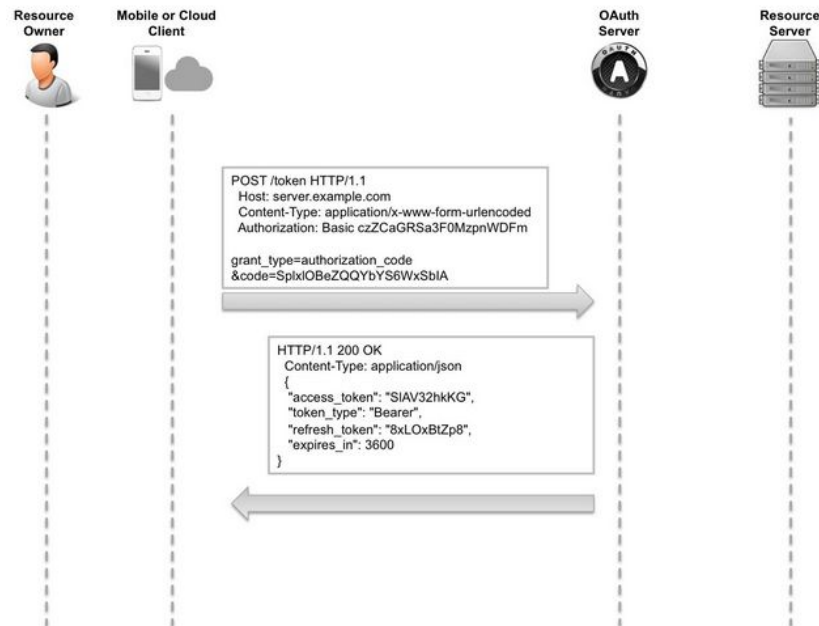 Resource
Owner
Mobile or Cloud
Client
OAuth
Server
Resource
Server
OAUTH
A
POST /token HTTP/1.1
Host: server.example.com
Content-Type: application/x-www-form-urlencoded
Authorization: Basic czZCaGRSa3F0MzpnWDFm
grant_type=authorization_code
&code=SplxlOBeZQQYbYS6WxSbIA
HTTP/1.1 200 OK
Content-Type: application/json
{
"access_token": "SlAV32hkKG",
"token_type": "Bearer",
"refresh_token": "8xLOxBtZp8",
"expires_in": 3600
}